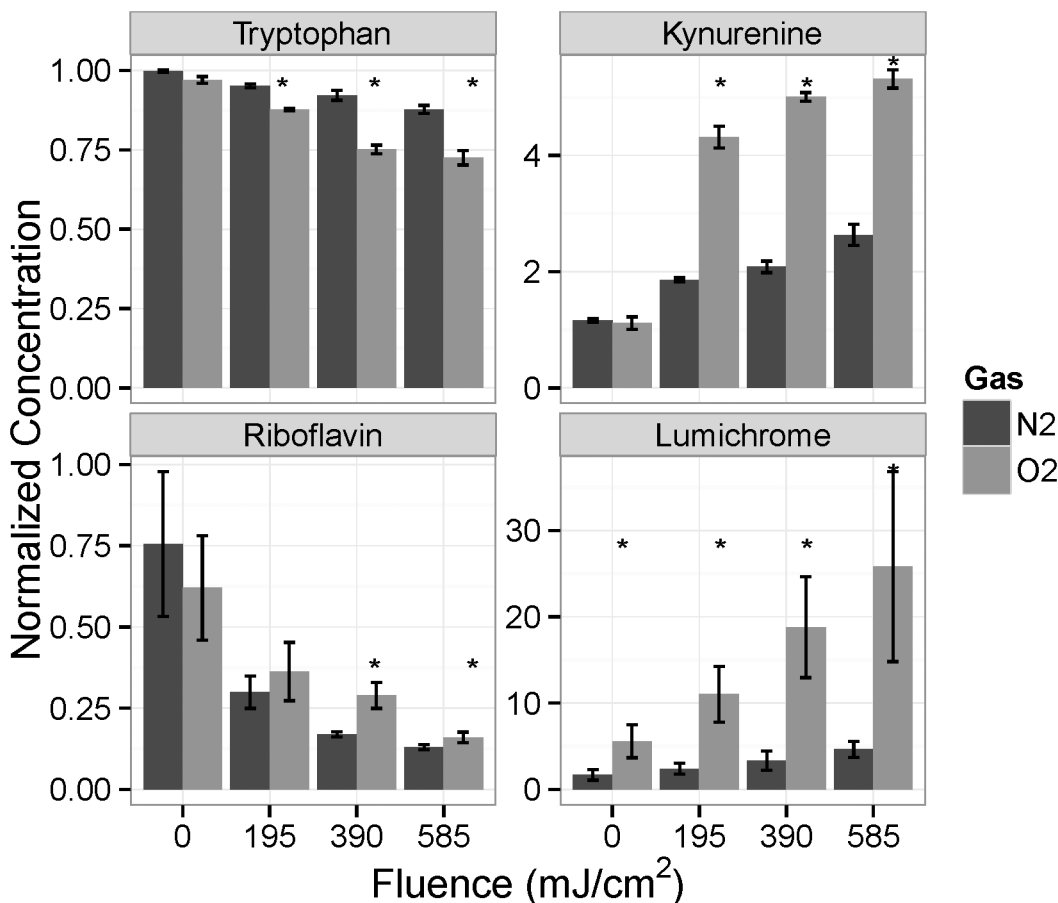 Tryptophan
Kynurenine
1.00
0.75
0.50
0.25
0.00
* * *
4
2
0
* * *
Normalized Concentration
Gas
N2
O2
Riboflavin
Lumichrome
1.00
0.75
0.50
0.25
0.00
* *
30
20
10
0
* * * *
0 195 390 585
0 195 390 585
Fluence (mJ/cm²)